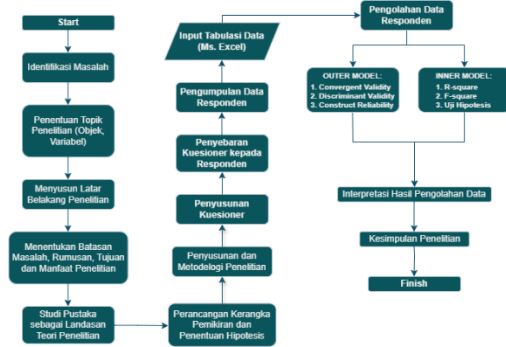 Start
Identifikasi Masalah
Penentuan Topik
Penelitian (Objek,
Variabel)
Menyusun Latar
Belakang Penelitian
Menentukan Batasan
Masalah, Rumusan, Tujuan
dan Manfaat Penelitian
Studi Pustaka
sebagai Landasan
Teori Penelitian
Perancangan Kerangka
Pemikiran dan
Penentuan Hipotesis
Penyusunan dan
Metodologi Penelitian
Penyusunan
Kuesioner
Penyebaran
Kuesioner kepada
Responden
Pengumpulan Data
Responden
Input Tabulasi Data
(Ms. Excel)
Pengolahan Data
Responden
OUTER MODEL:
1. Convergent Validity
2. Discriminant Validity
3. Construct Reliability
INNER MODEL:
1. R-square
2. F-square
3. Uji Hipotesis
Interpretasi Hasil Pengolahan Data
Kesimpulan Penelitian
Finish